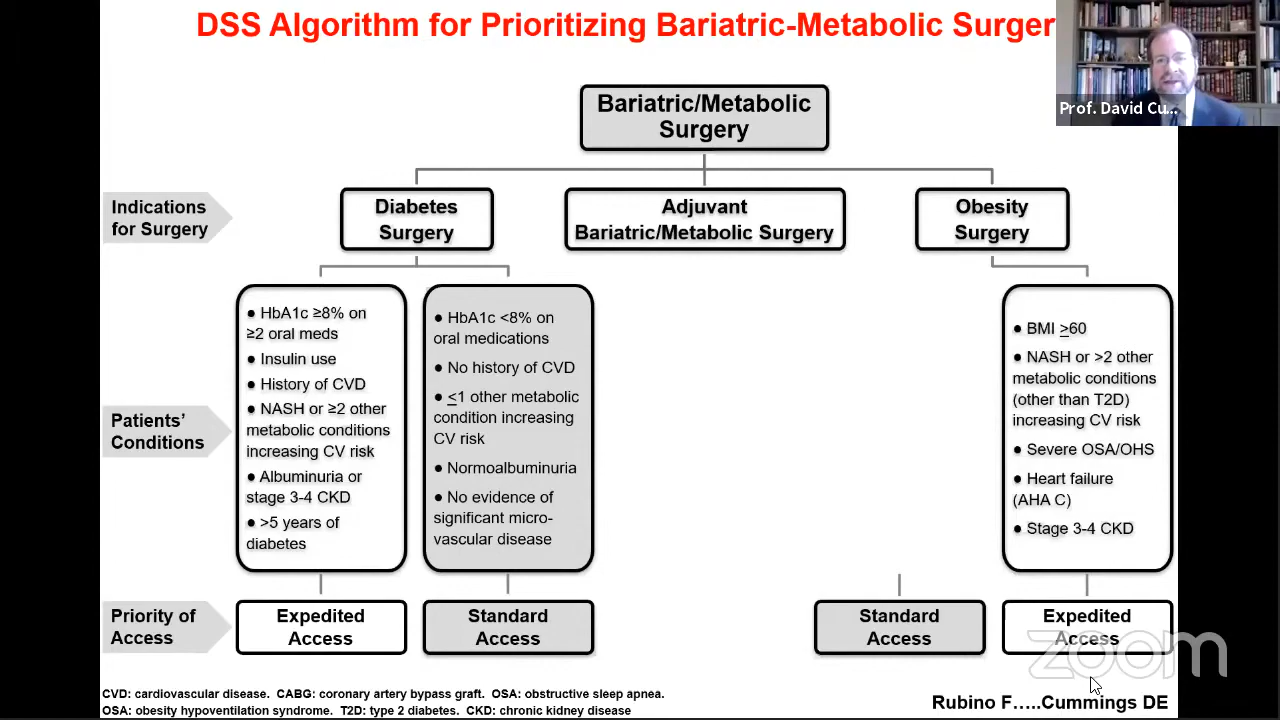 DSS Algorithm for Prioritizing Bariatric-Metabolic Surger
Prof. David Cu...
Bariatric/Metabolic
Surgery
Indications
for Surgery
Diabetes
Surgery
Adjuvant
Bariatric/Metabolic Surgery
Obesity
Surgery
Patients'
Conditions
● HbA1c ≥8% on
≥2 oral meds
● Insulin use
● History of CVD
● NASH or ≥2 other
metabolic conditions
increasing CV risk
● Albuminuria or
stage 3-4 CKD
● >5 years of
diabetes
● HbA1c <8% on
oral medications
● No history of CVD
● ≤1 other metabolic
condition increasing
CV risk
● Normoalbuminuria
● No evidence of
significant micro-
vascular disease
● BMI ≥60
● NASH or >2 other
metabolic conditions
(other than T2D)
increasing CV risk
● Severe OSA/OHS
● Heart failure
(AHA C)
● Stage 3-4 CKD
Priority of
Access
Expedited
Access
Standard
Access
Standard
Access
Expedited
Access
zoom
CVD: cardiovascular disease. CABG: coronary artery bypass graft. OSA: obstructive sleep apnea.
OSA: obesity hypoventilation syndrome. T2D: type 2 diabetes. CKD: chronic kidney disease
Rubino F.....Cummings DE